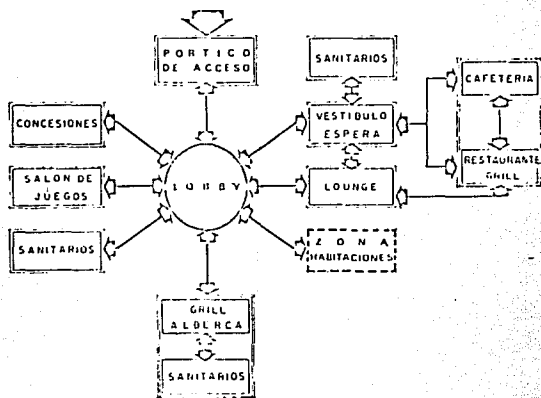 PORTICO
DE ACCESO
SANITARIOS
CAFETERIA
CONCESIONES
VESTIBULO
ESPERA
RESTAURANTE
GRILL
SALON DE
JUEGOS
LOBBY
LOUNGE
SANITARIOS
ZONA
HABITACIONES
GRILL
ALBERCA
SANITARIOS